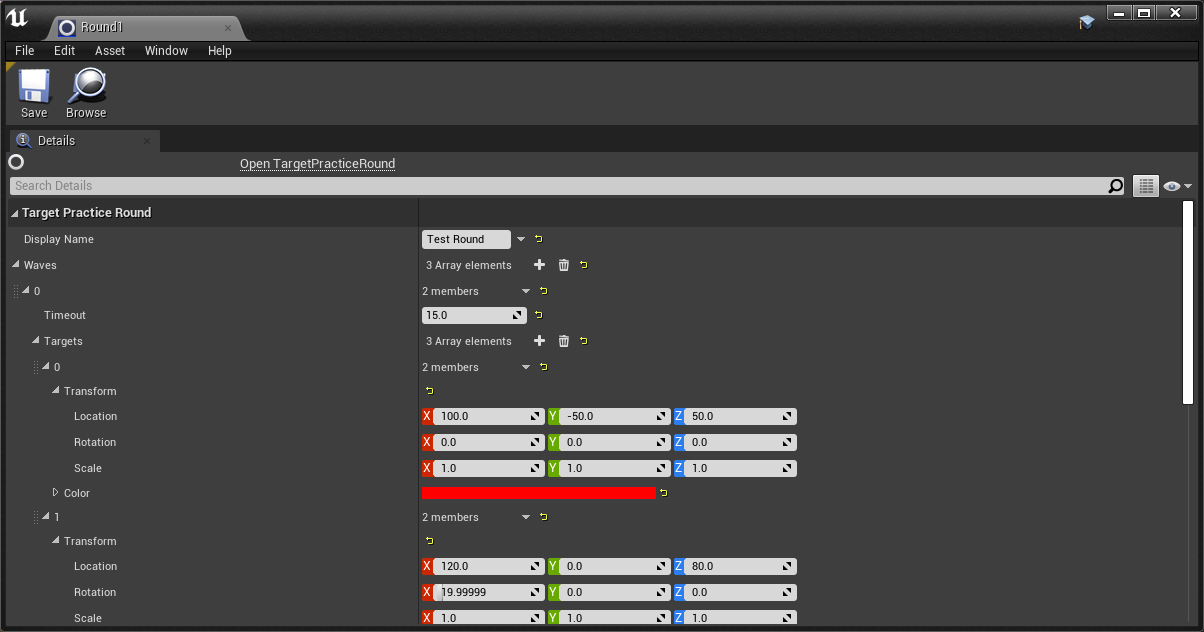 Round1
File Edit Asset Window Help
Save Browse
Details
Open TargetPracticeRound
Search Details
Target Practice Round
Display Name Test Round
Waves 3 Array elements
0 2 members
Timeout 15.0
Targets 3 Array elements
0 2 members
Transform
Location X 100.0 Y -50.0 Z 50.0
Rotation X 0.0 Y 0.0 Z 0.0
Scale X 1.0 Y 1.0 Z 1.0
Color
1 2 members
Transform
Location X 120.0 Y 0.0 Z 80.0
Rotation X 19.99999 Y 0.0 Z 0.0
Scale X 1.0 Y 1.0 Z 1.0